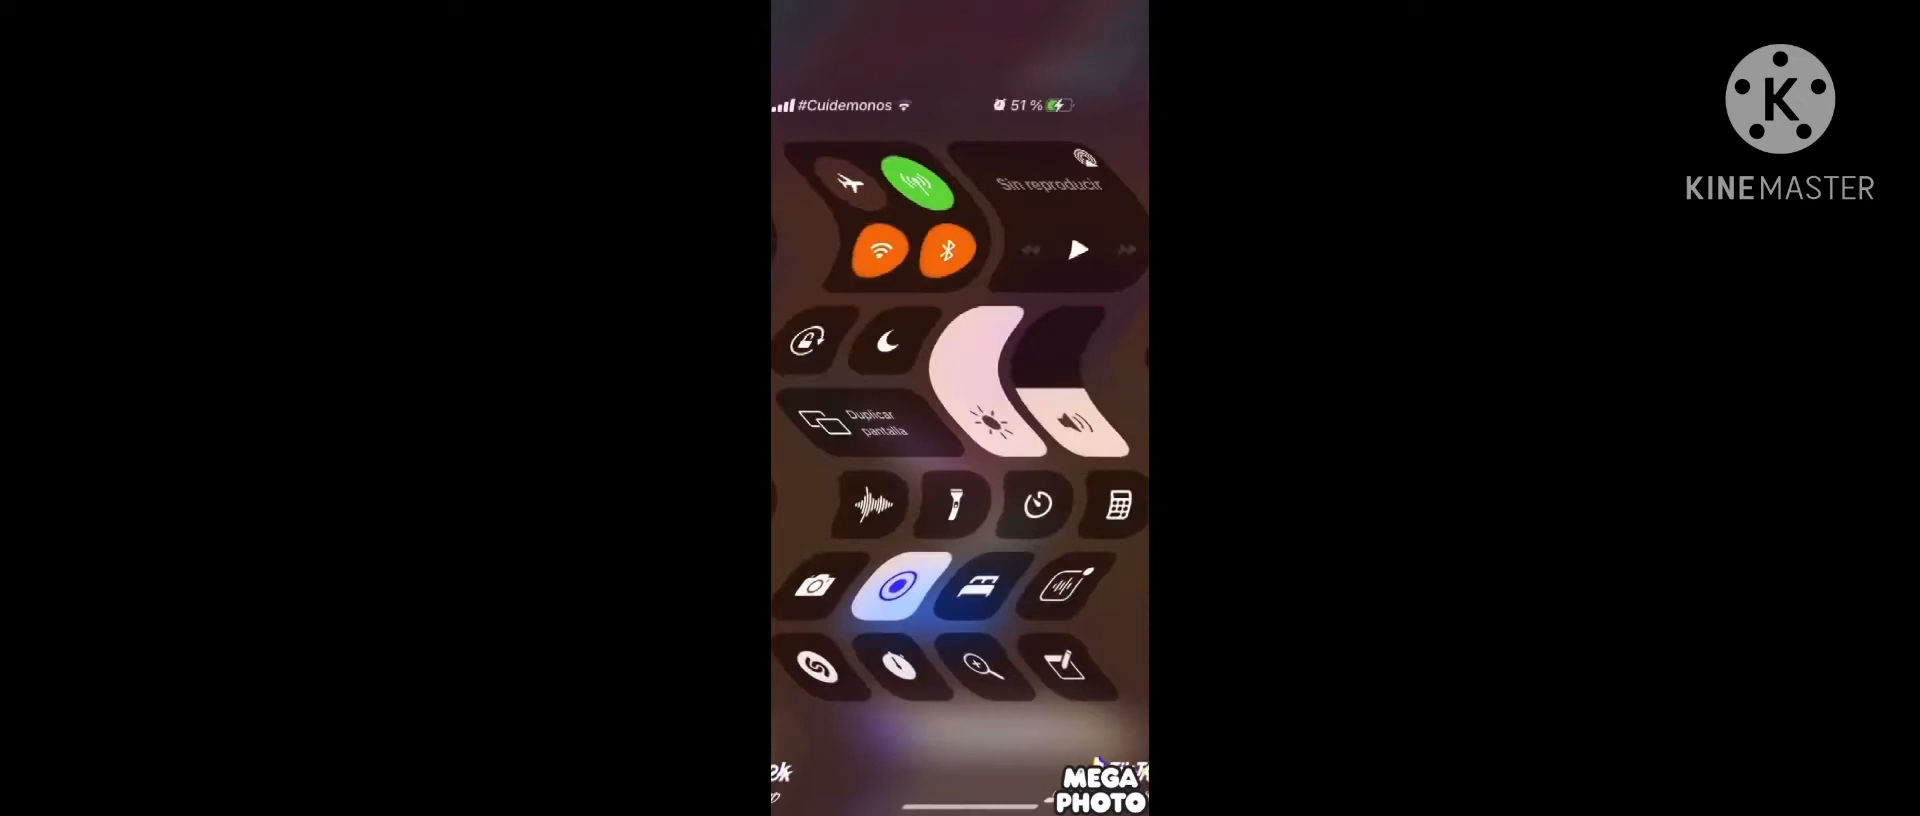 #Cuidemonos
51 %
Sin reproducir
Duplicar
pantalla
K
KINEMASTER
MEGA
PHOTO